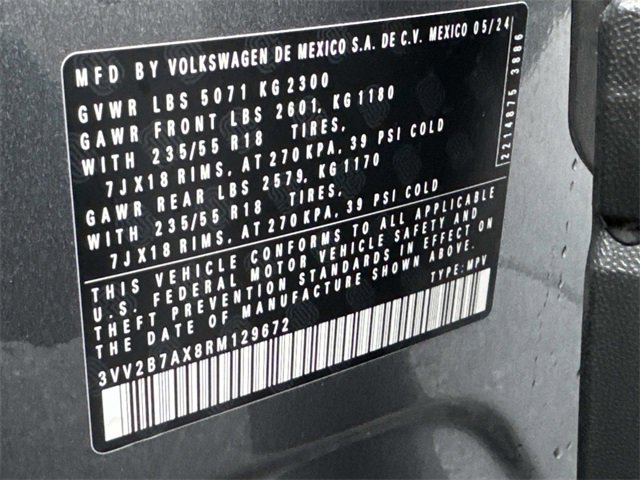 MFD BY VOLKSWAGEN DE MEXICO S.A. DE C.V. MEXICO 05/24
GVWR LBS 5071 KG 2300
GAWR FRONT LBS 2601, KG 1180
WITH 235/55 R18 TIRES,
7JX18 RIMS, AT 270 KPA, 39 PSI COLD
GAWR REAR LBS 2579, KG 1170
WITH 235/55 R18 TIRES,
7JX18 RIMS, AT 270 KPA, 39 PSI COLD
THIS VEHICLE CONFORMS TO ALL APPLICABLE
U.S. FEDERAL MOTOR VEHICLE SAFETY AND
THEFT PREVENTION STANDARDS IN EFFECT ON
THE DATE OF MANUFACTURE SHOWN ABOVE.
TYPE: MPV
3VV2B7AX8RM129672
2214875 3886